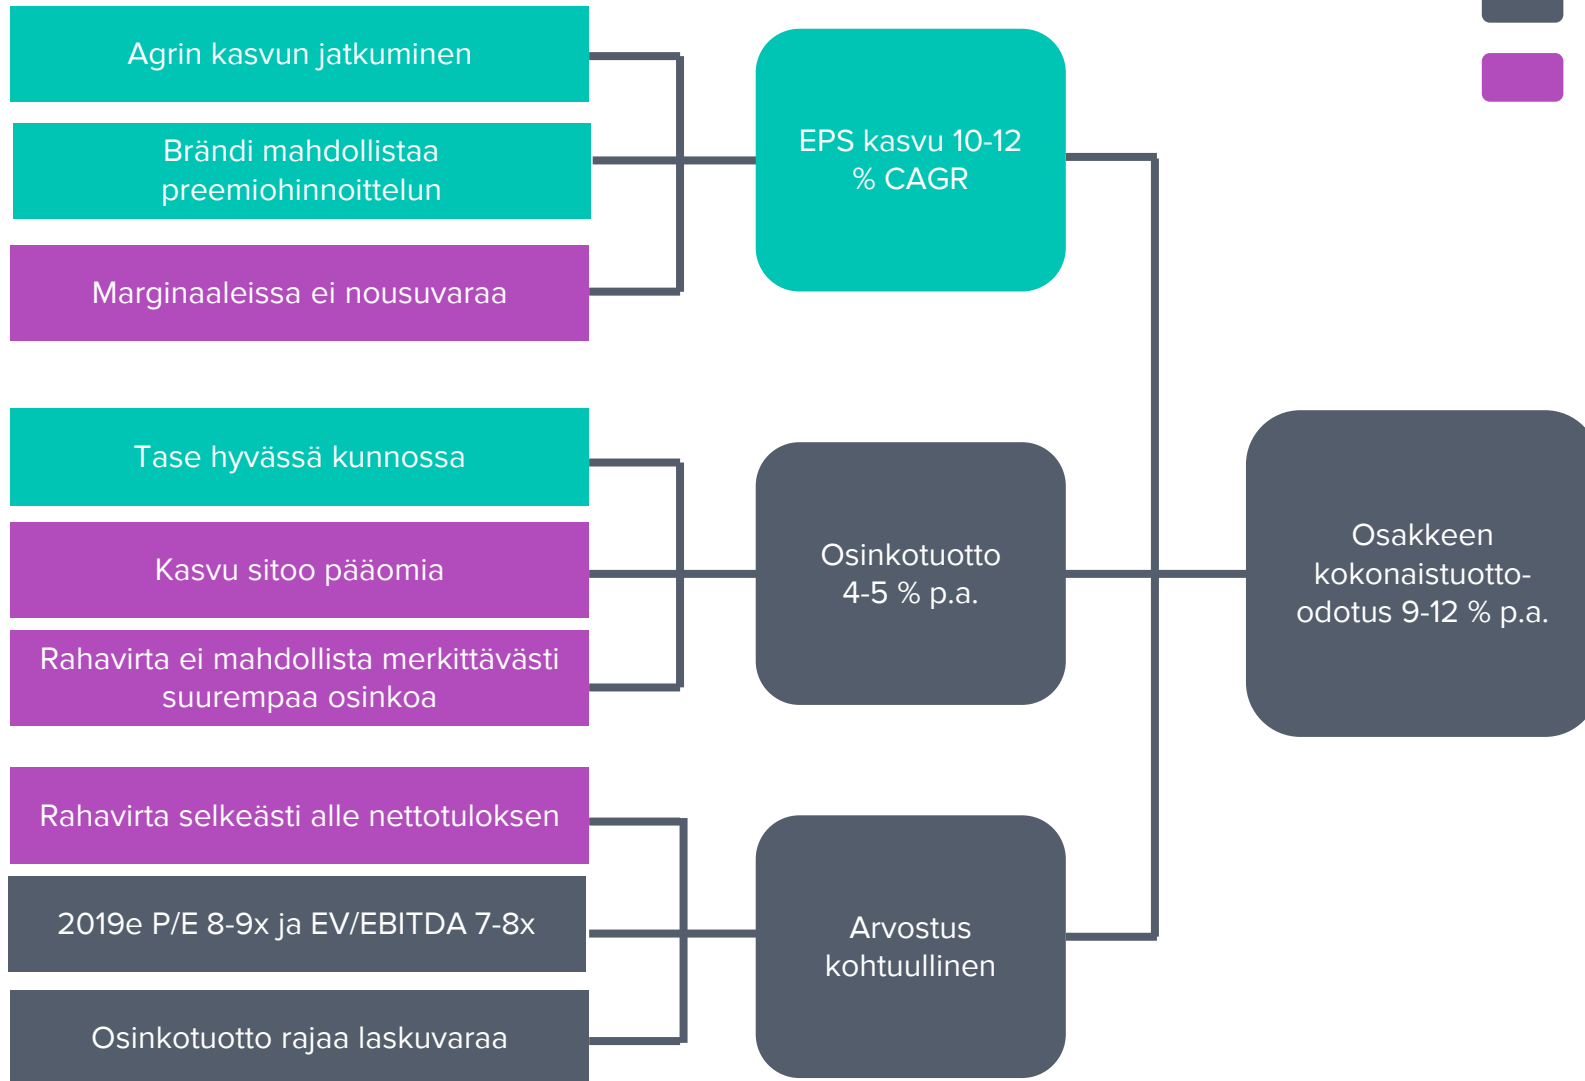 Agrin kasvun jatkuminen
Brändi mahdollistaa
preemiohinnoittelun
Marginaaleissa ei nousuvaraa
EPS kasvu 10-12
% CAGR
Tase hyvässä kunnossa
Kasvu sitoo pääomia
Rahavirta ei mahdollista merkittävästi
suurempaa osinkoa
Osinkotuotto
4-5 % p.a.
Rahavirta selkeästi alle nettotuloksen
2019e P/E 8-9x ja EV/EBITDA 7-8x
Osinkotuotto rajaa laskuvaraa
Arvostus
kohtuullinen
Osakkeen
kokonaistuotto-
odotus 9-12 % p.a.